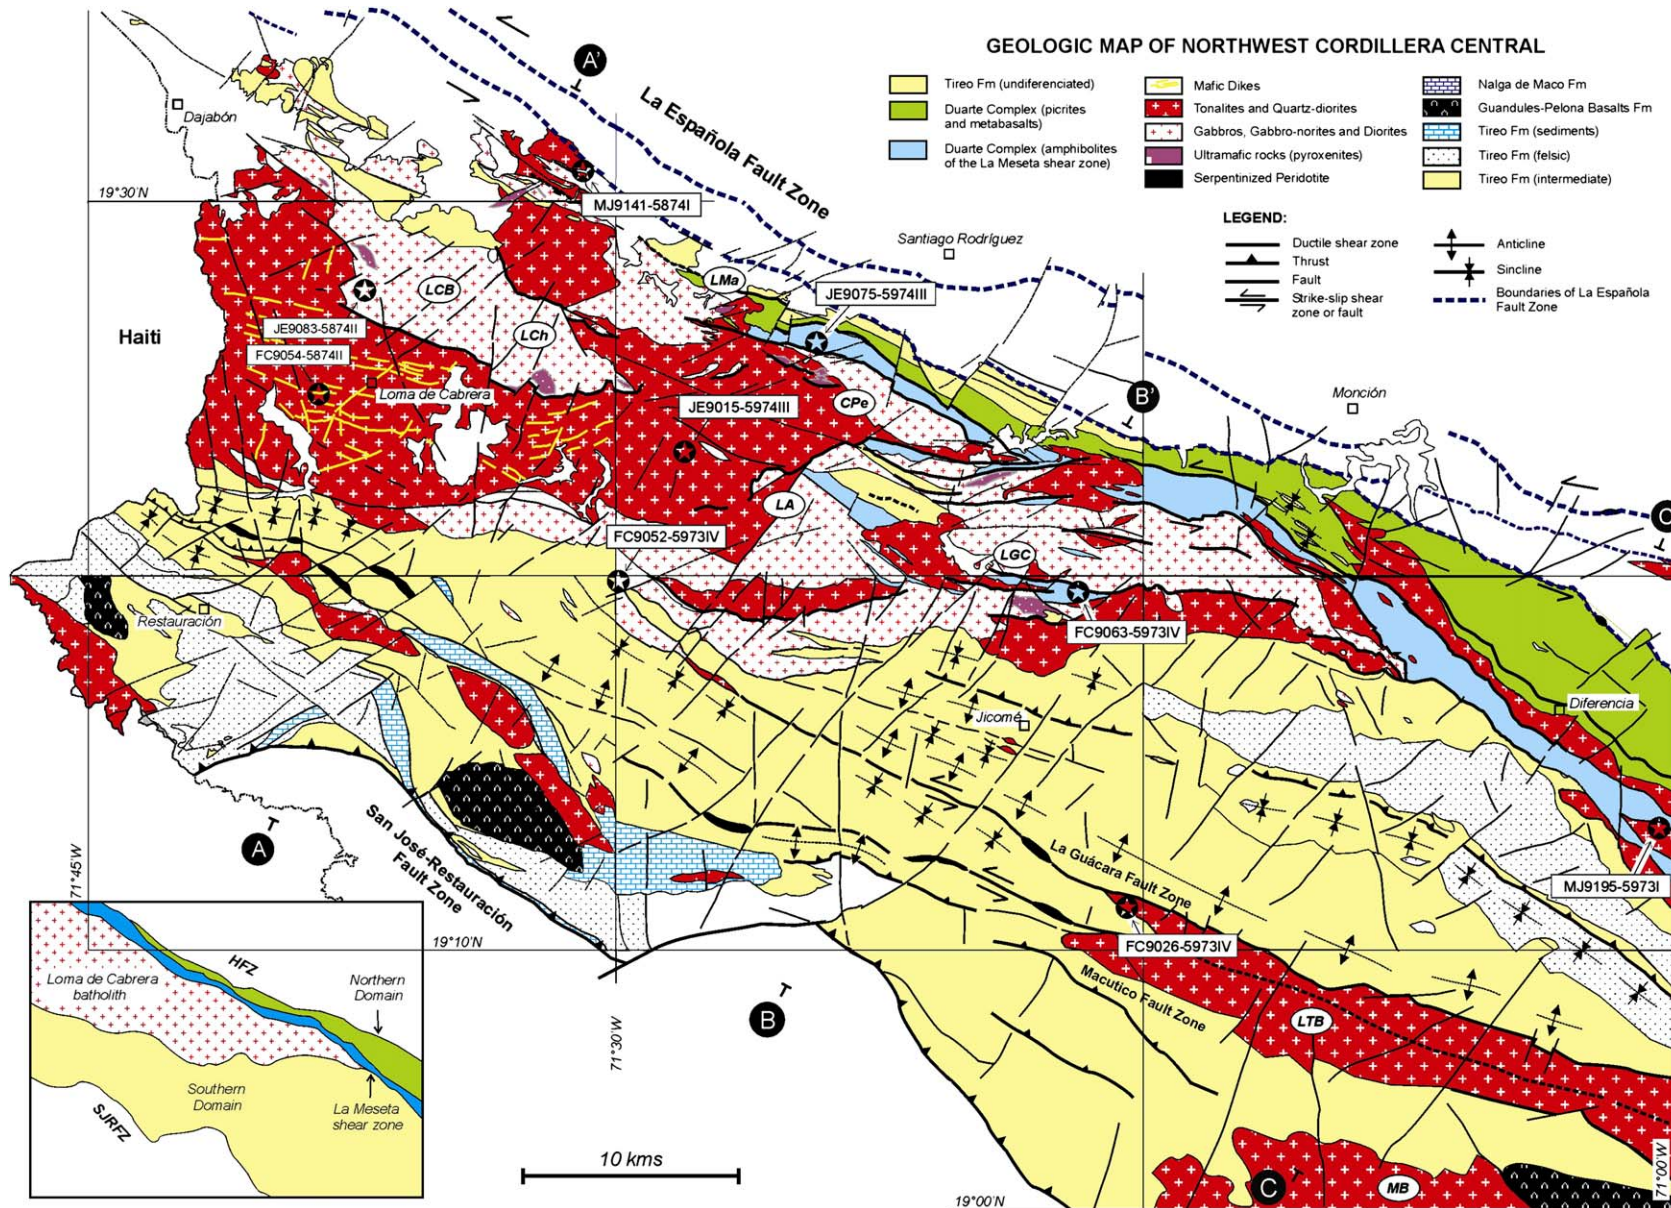 GEOLOGIC MAP OF NORTHWEST CORDILLERA CENTRAL
Tireo Fm (undiferenciated)
Duarte Complex (picrites
and metabasalts)
Duarte Complex (amphibolites
of the La Meseta shear zone)
Mafic Dikes
Tonalites and Quartz-diorites
Gabbros, Gabbro-norites and Diorites
Ultramafic rocks (pyroxenites)
Serpentinized Peridotite
Nalga de Maco Fm
Guandules-Pelona Basalts Fm
Tireo Fm (sediments)
Tireo Fm (felsic)
Tireo Fm (intermediate)
LEGEND:
Ductile shear zone
Thrust
Fault
Strike-slip shear
zone or fault
Anticline
Sincline
Boundaries of La Española
Fault Zone
A'
La Española Fault Zone
Dajabón
19°30'N
MJ9141-5874I
Santiago Rodríguez
LMa
JE9075-5974III
LCB
LCh
Haiti
JE9083-5874II
FC9054-5874II
Loma de Cabrera
JE9015-5974III
CPe
B'
Monción
LA
C
FC9052-5973IV
LGC
Restauración
FC9063-5973IV
Jicomé
Diferencia
San José-Restauración
Fault Zone
A
La Guácara Fault Zone
MJ9195-5973I
71°45'W
19°10'N
FC9026-5973IV
Macutico Fault Zone
B
71°30'W
LTB
HFZ
Loma de Cabrera
batholith
Northern
Domain
Southern
Domain
La Meseta
shear zone
SJRFZ
10 kms
19°00'N
C
MB
71°00'W